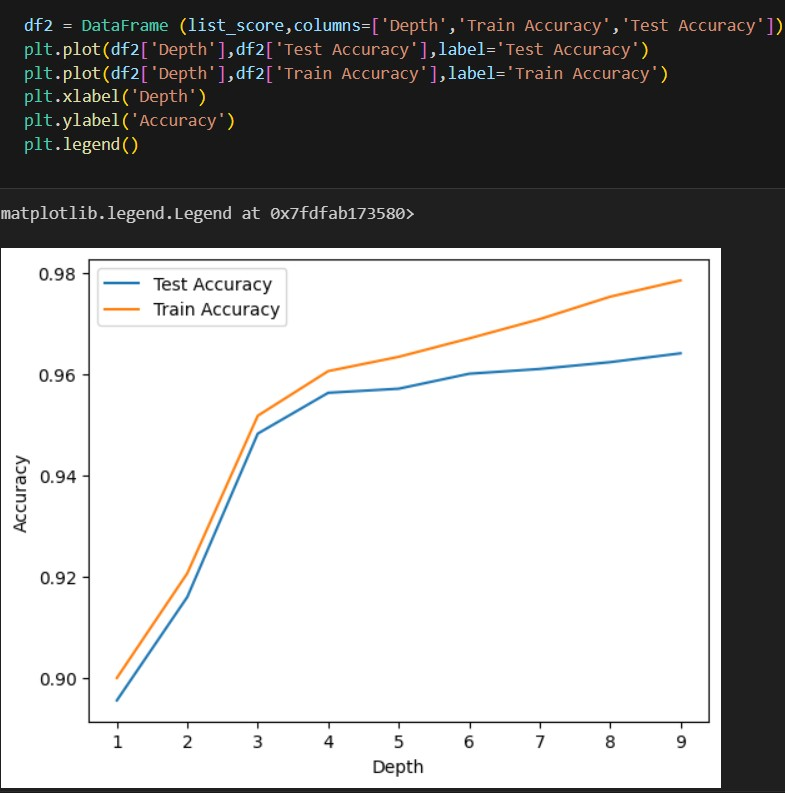 df2 = DataFrame (list_score,columns=['Depth','Train Accuracy','Test Accuracy'])
plt.plot(df2['Depth'],df2['Test Accuracy'],label='Test Accuracy')
plt.plot(df2['Depth'],df2['Train Accuracy'],label='Train Accuracy')
plt.xlabel('Depth')
plt.ylabel('Accuracy')
plt.legend()
matplotlib.legend.Legend at 0x7fdfab173580>
Test Accuracy
Train Accuracy
0.98
0.96
0.94
0.92
0.90
Accuracy
1 2 3 4 5 6 7 8 9
Depth